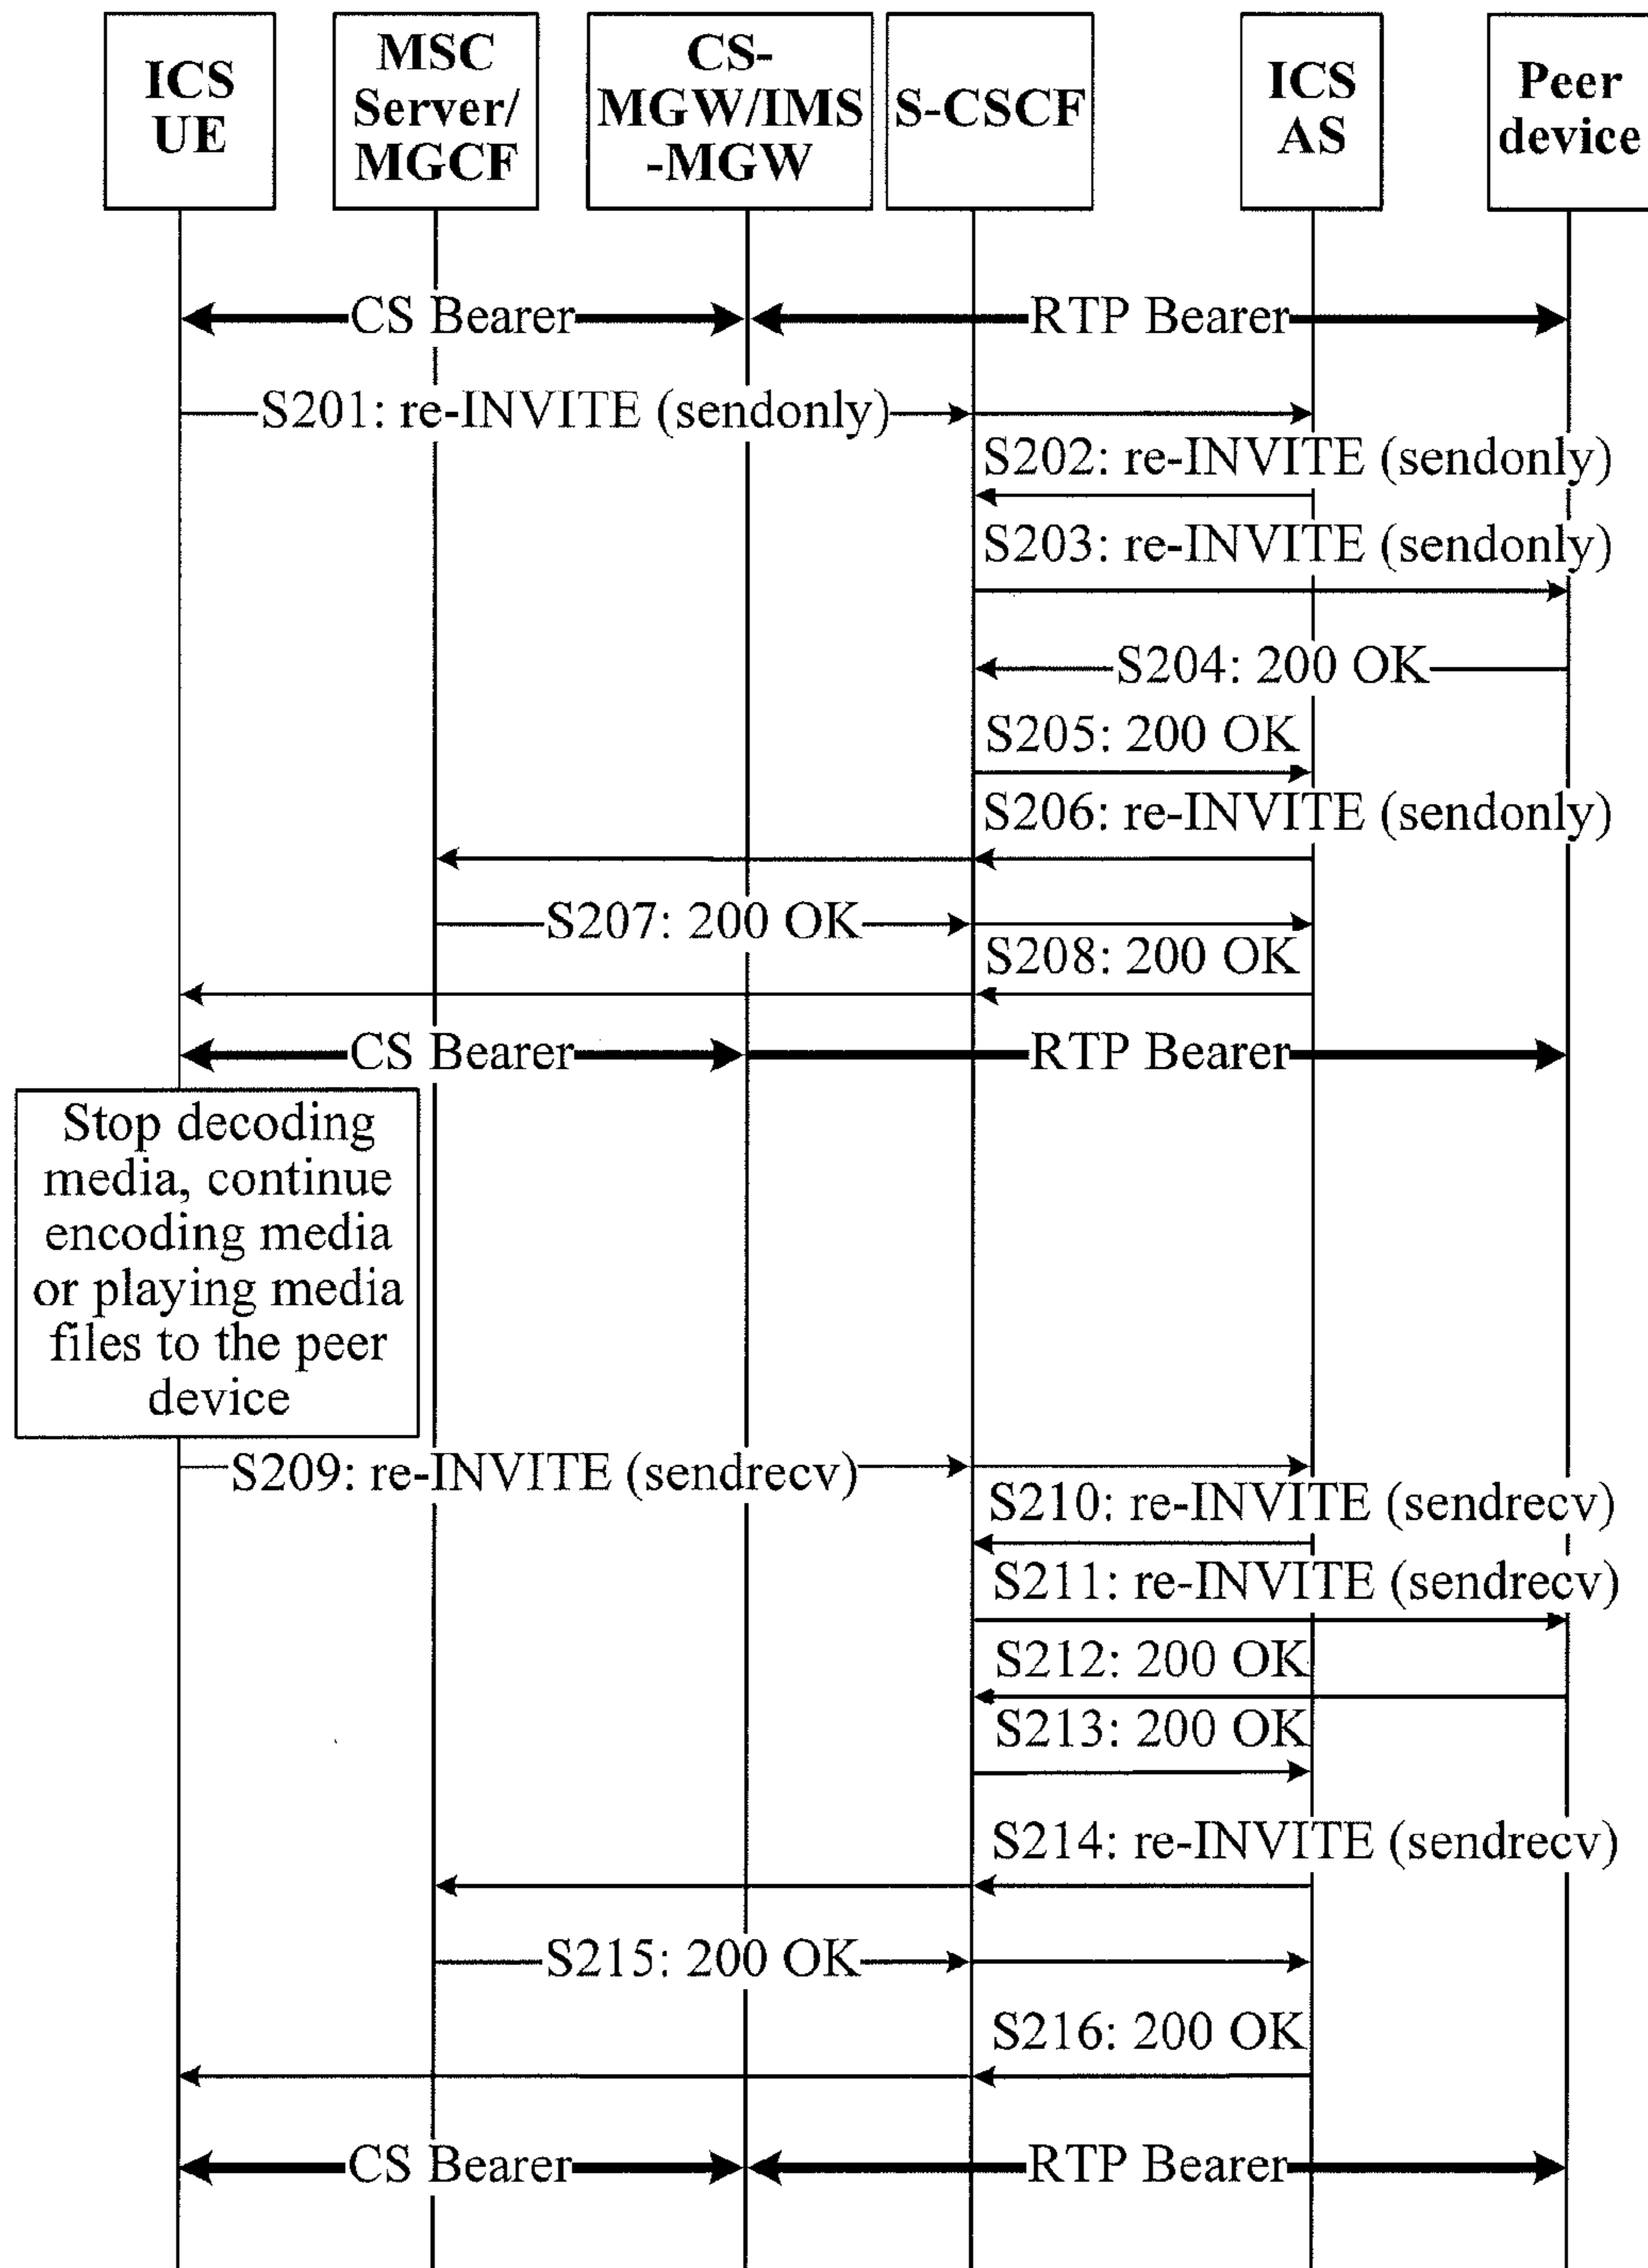 ICS
UE
MSC
Server/
MGCF
CS-
MGW/IMS
-MGW
S-CSCF
ICS
AS
Peer
device
CS Bearer
RTP Bearer
S201: re-INVITE (sendonly)
S202: re-INVITE (sendonly)
S203: re-INVITE (sendonly)
S204: 200 OK
S205: 200 OK
S206: re-INVITE (sendonly)
S207: 200 OK
S208: 200 OK
CS Bearer
RTP Bearer
Stop decoding
media, continue
encoding media
or playing media
files to the peer
device
S209: re-INVITE (sendrecv)
S210: re-INVITE (sendrecv)
S211: re-INVITE (sendrecv)
S212: 200 OK
S213: 200 OK
S214: re-INVITE (sendrecv)
S215: 200 OK
S216: 200 OK
CS Bearer
RTP Bearer